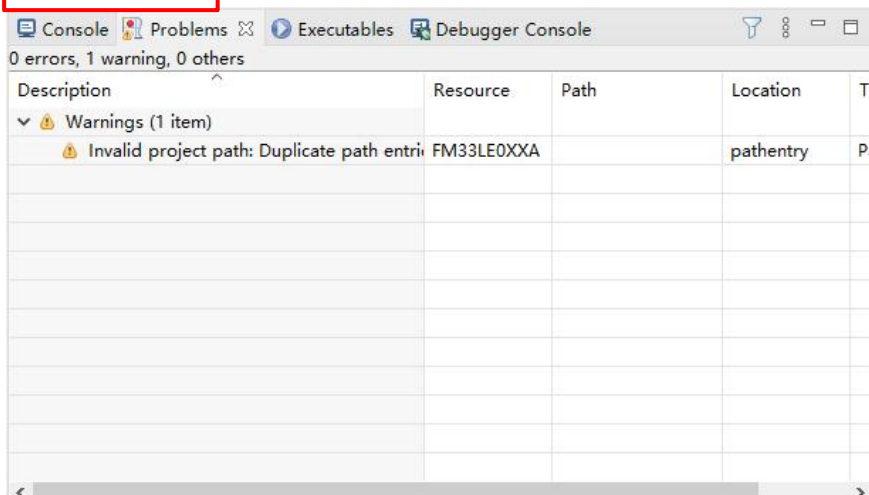 Console Problems Executables Debugger Console
0 errors, 1 warning, 0 others
Description Resource Path Location T
Warnings (1 item)
Invalid project path: Duplicate path entri FM33LE0XXA pathentry P